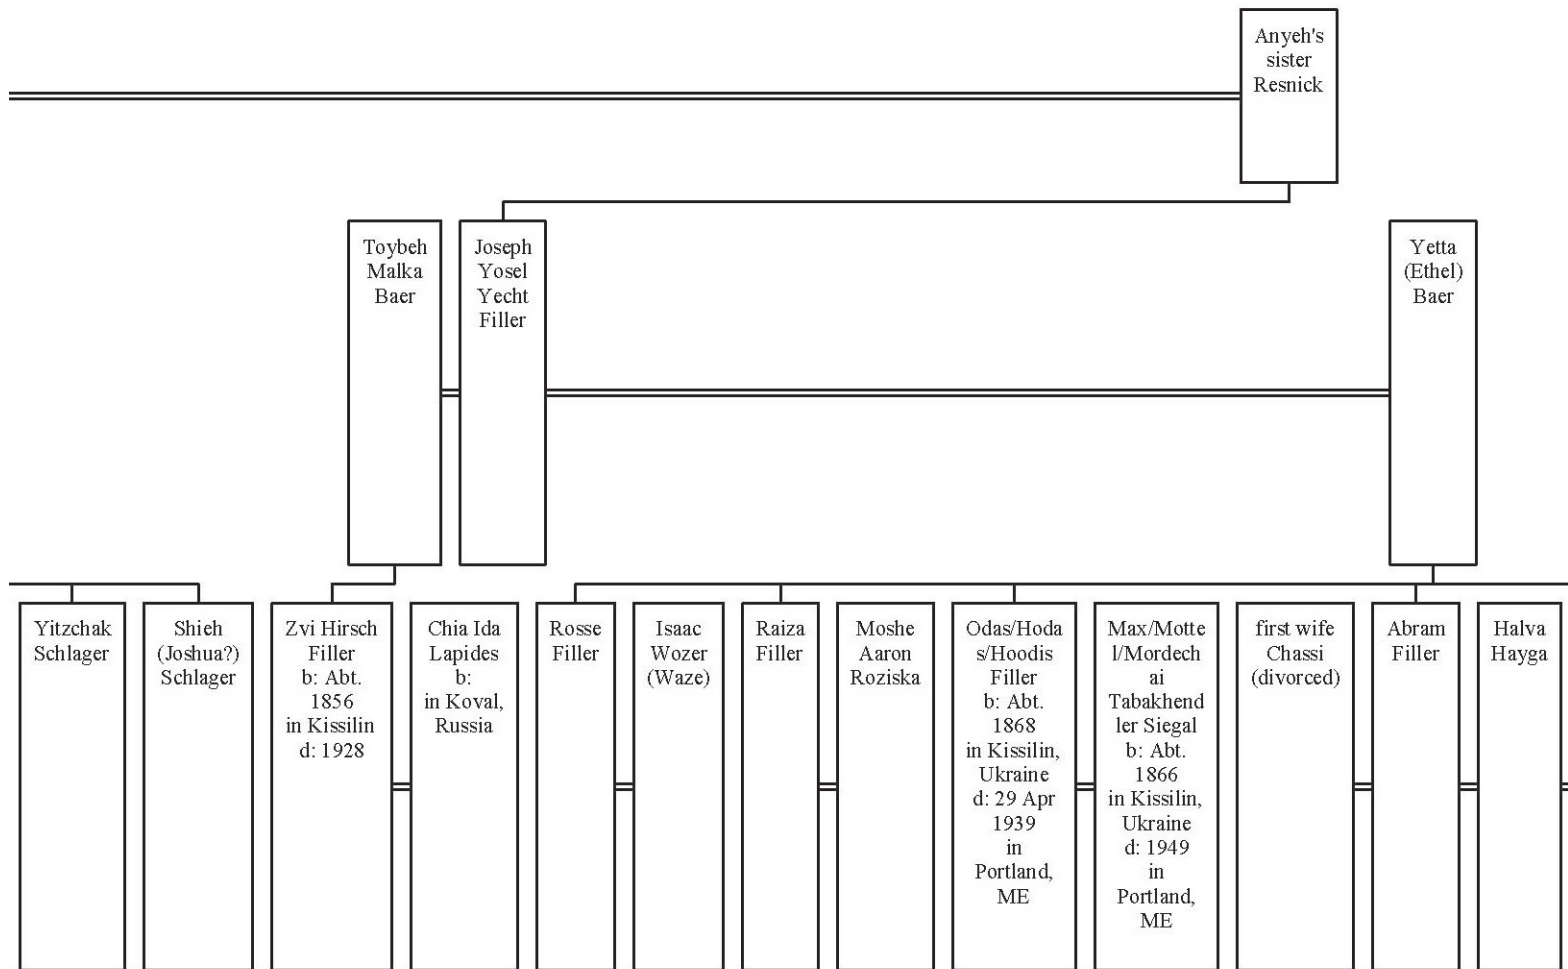 Anyeh's
sister
Resnick
Toybeh
Malka
Baer
Joseph
Yosel
Yecht
Filler
Yetta
(Ethel)
Baer
Yitzchak
Schlager
Shieh
(Joshua?)
Schlager
Zvi Hirsch
Filler
b: Abt.
1856
in Kissilin
d: 1928
Chia Ida
Lapides
b:
in Koval,
Russia
Rosse
Filler
Isaac
Wozer
(Waze)
Raiza
Filler
Moshe
Aaron
Roziska
Odas/Hoda
s/Hoodis
Filler
b: Abt.
1868
in Kissilin,
Ukraine
d: 29 Apr
1939
in
Portland,
ME
Max/Motte
l/Mordech
ai
Tabakhend
ler Siegal
b: Abt.
1866
in Kissilin,
Ukraine
d: 1949
in
Portland,
ME
first wife
Chassi
(divorced)
Abram
Filler
Halva
Hayga